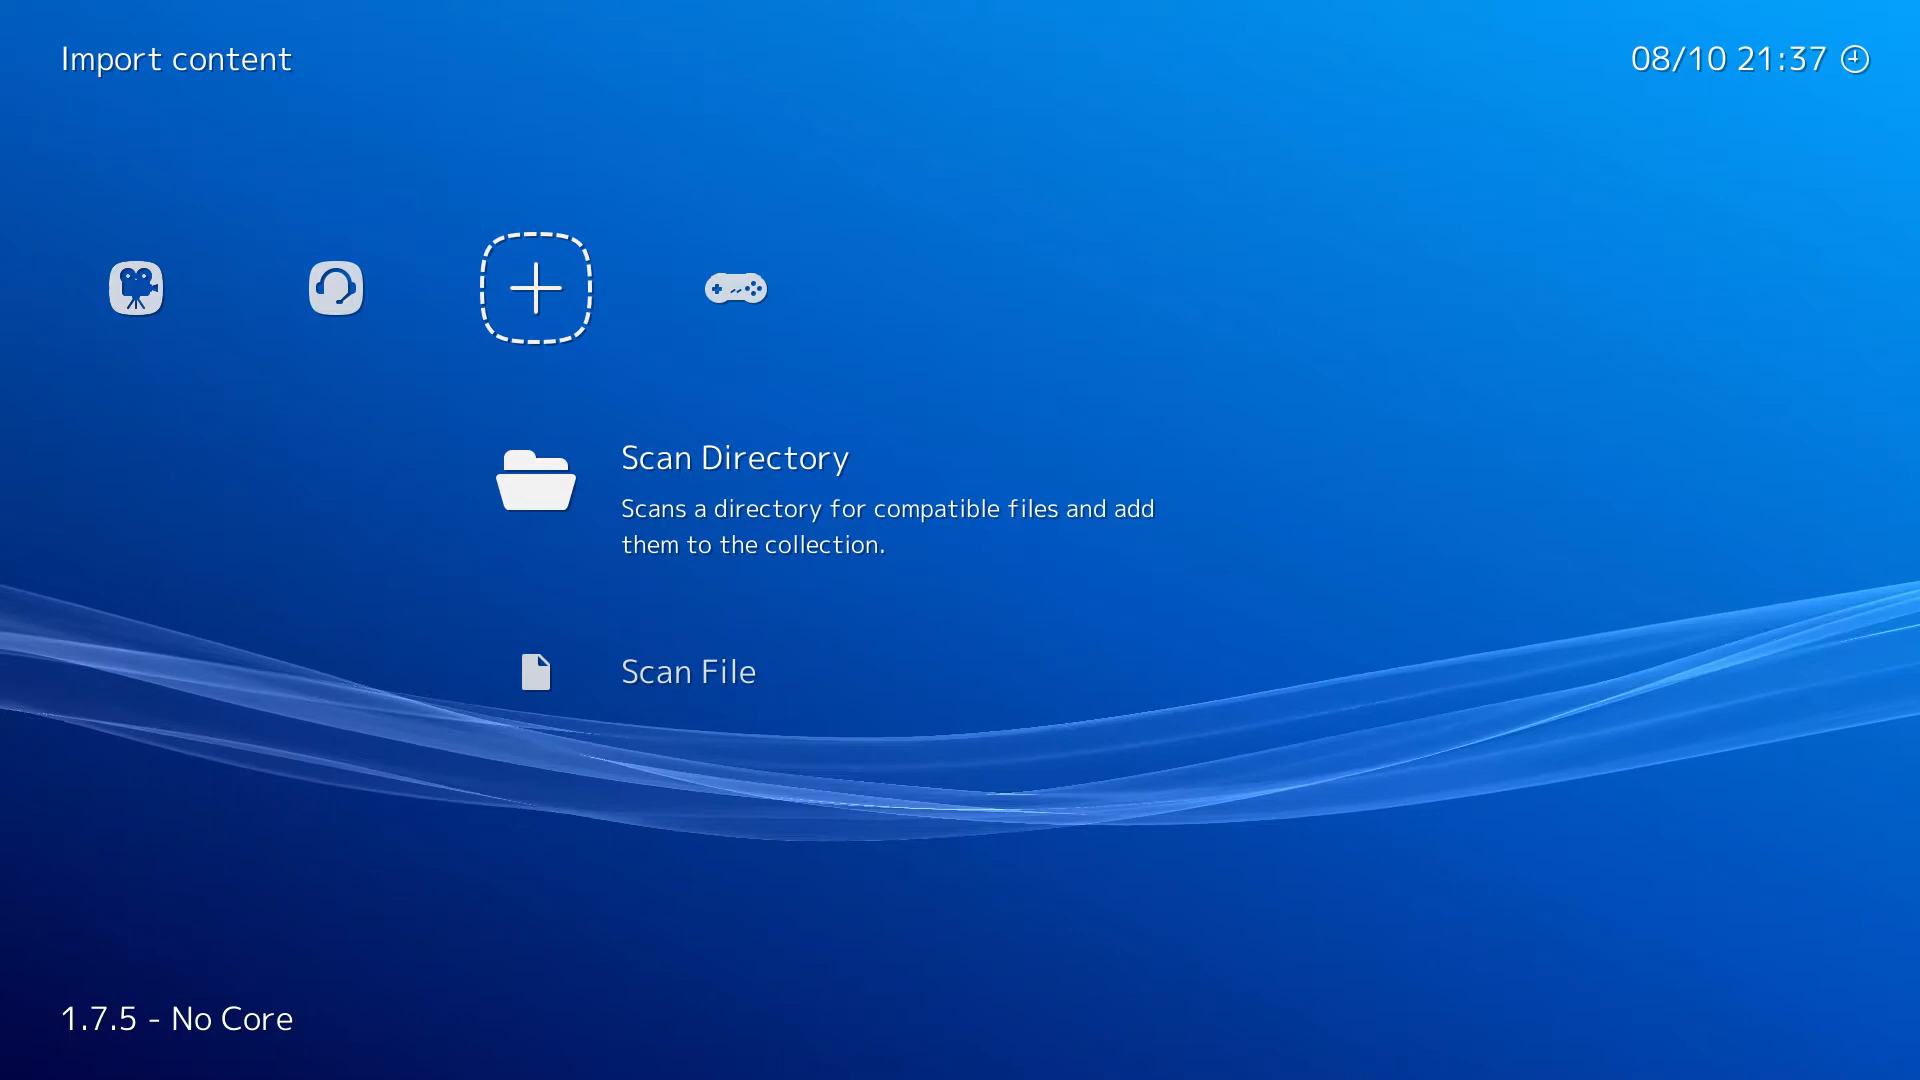 Import content
08/10 21:37
Scan Directory
Scans a directory for compatible files and add
them to the collection.
Scan File
1.7.5 - No Core